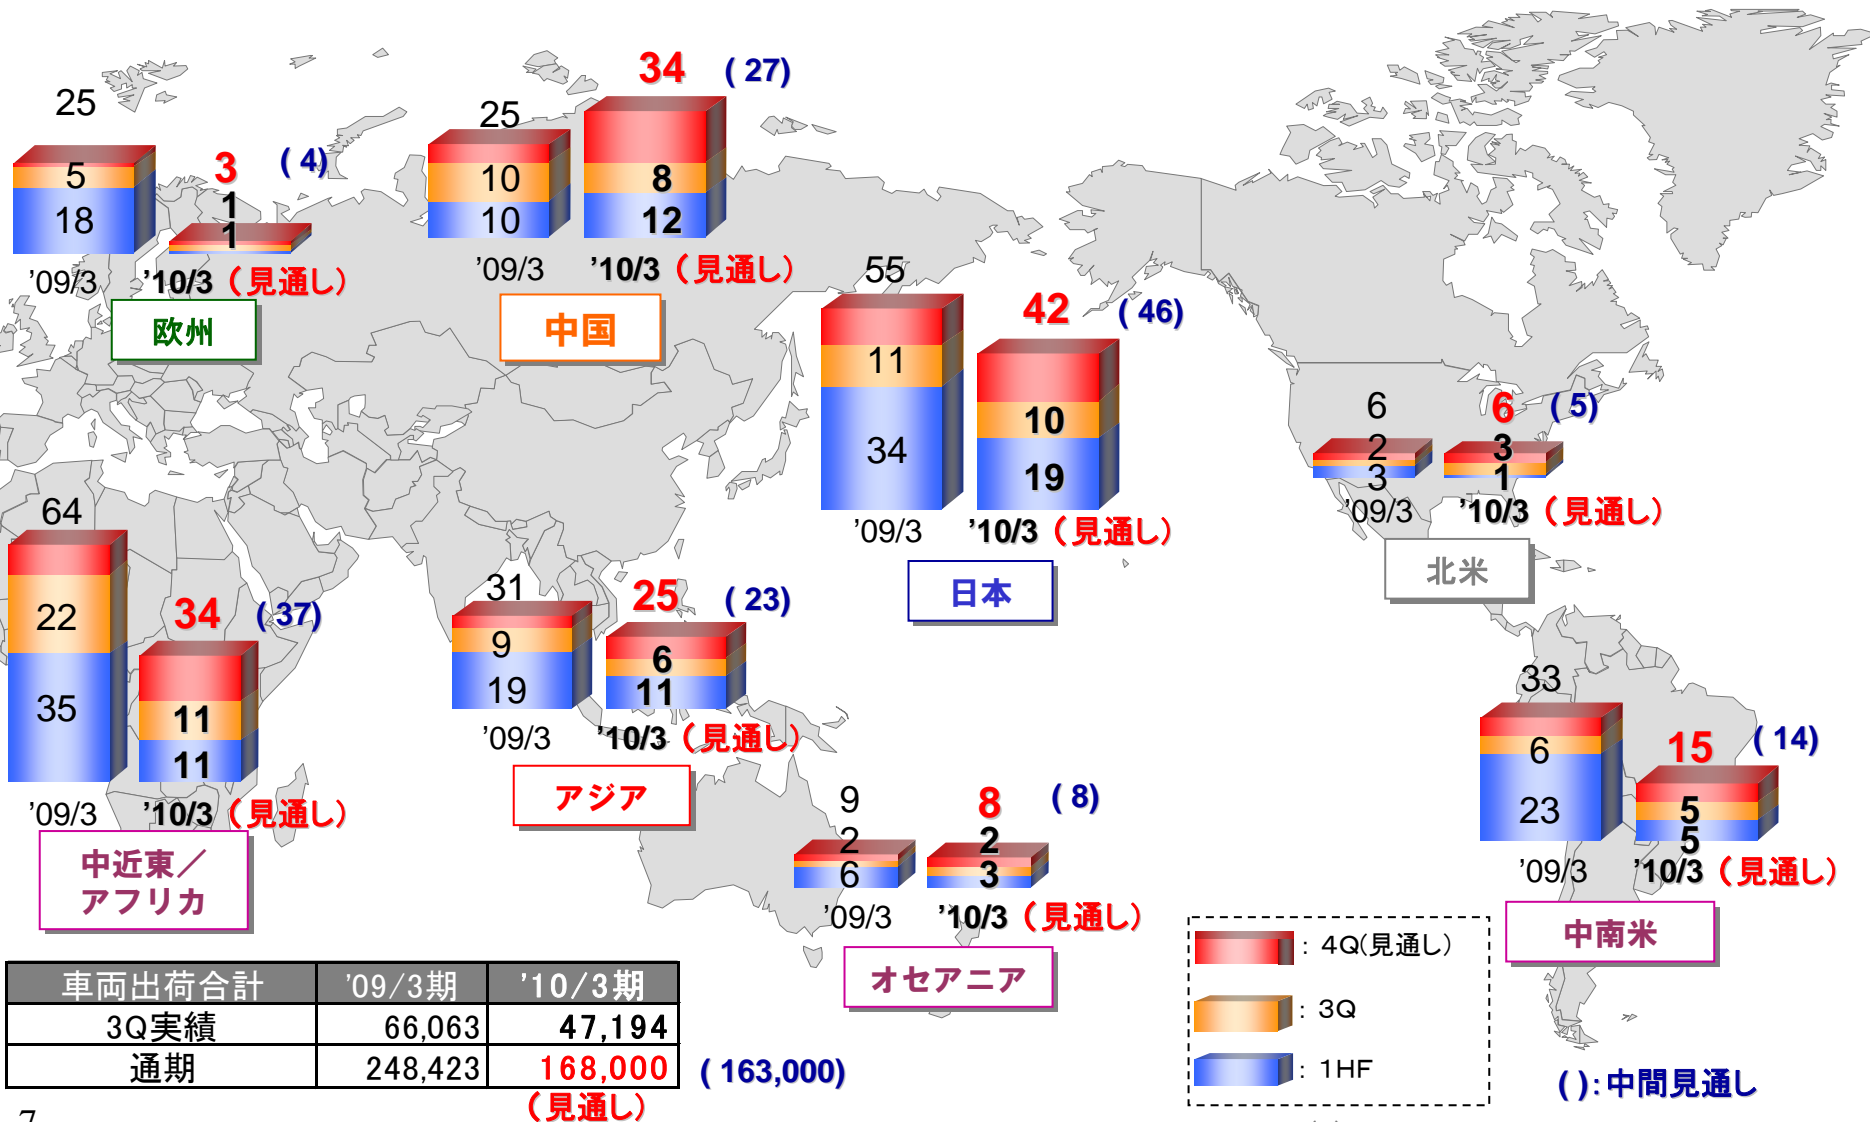 25
5
18
3
( 4)
1
1
'09/3
'10/3
(見通し)
欧州
25
10
10
34
( 27)
8
12
'09/3
'10/3
(見通し)
中国
55
11
34
42
( 46)
10
19
'09/3
'10/3
(見通し)
日本
6
2
3
6
( 5)
3
1
'09/3
'10/3
(見通し)
北米
64
22
35
34
( 37)
11
11
'09/3
'10/3
(見通し)
中近東/
アフリカ
31
9
19
25
( 23)
6
11
'09/3
'10/3
(見通し)
アジア
9
2
6
8
( 8)
2
3
'09/3
'10/3
(見通し)
オセアニア
33
6
23
15
( 14)
5
5
'09/3
'10/3
(見通し)
中南米
車両出荷合計 '09/3期 '10/3期
3Q実績 66,063 47,194
通期 248,423 168,000 ( 163,000)
(見通し)
: 4Q(見通し)
: 3Q
: 1HF
( ):中間見通し